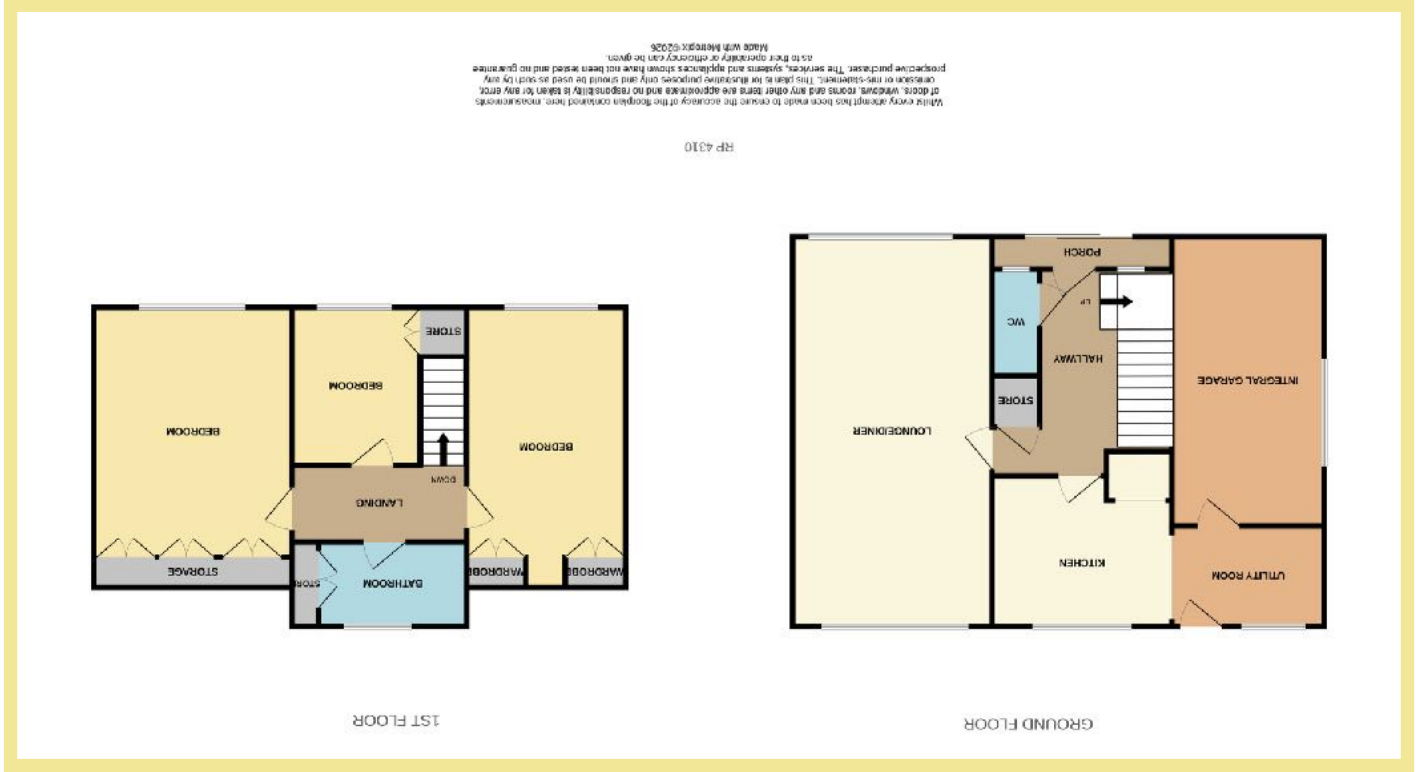 GROUND FLOOR
UTILITY ROOM
KITCHEN
INTEGRAL GARAGE
STORE
LOUNGE/DINER
HALLWAY
UP
WC
PORCH
1ST FLOOR
WARDROBE
WARDROBE
BATHROOM
STORE
STORAGE
LANDING
DOWN
BEDROOM
BEDROOM
BEDROOM
STORE
RP 4310
Whilst every attempt has been made to ensure the accuracy of the floorplan contained here, measurements
of doors, windows, rooms and any other items are approximate and no responsibility is taken for any error,
omission or mis-statement. This plan is for illustrative purposes only and should be used as such by any
prospective purchaser. The services, systems and appliances shown have not been tested and no guarantee
as to their operability or efficiency can be given.
Made with Metropix ©2026